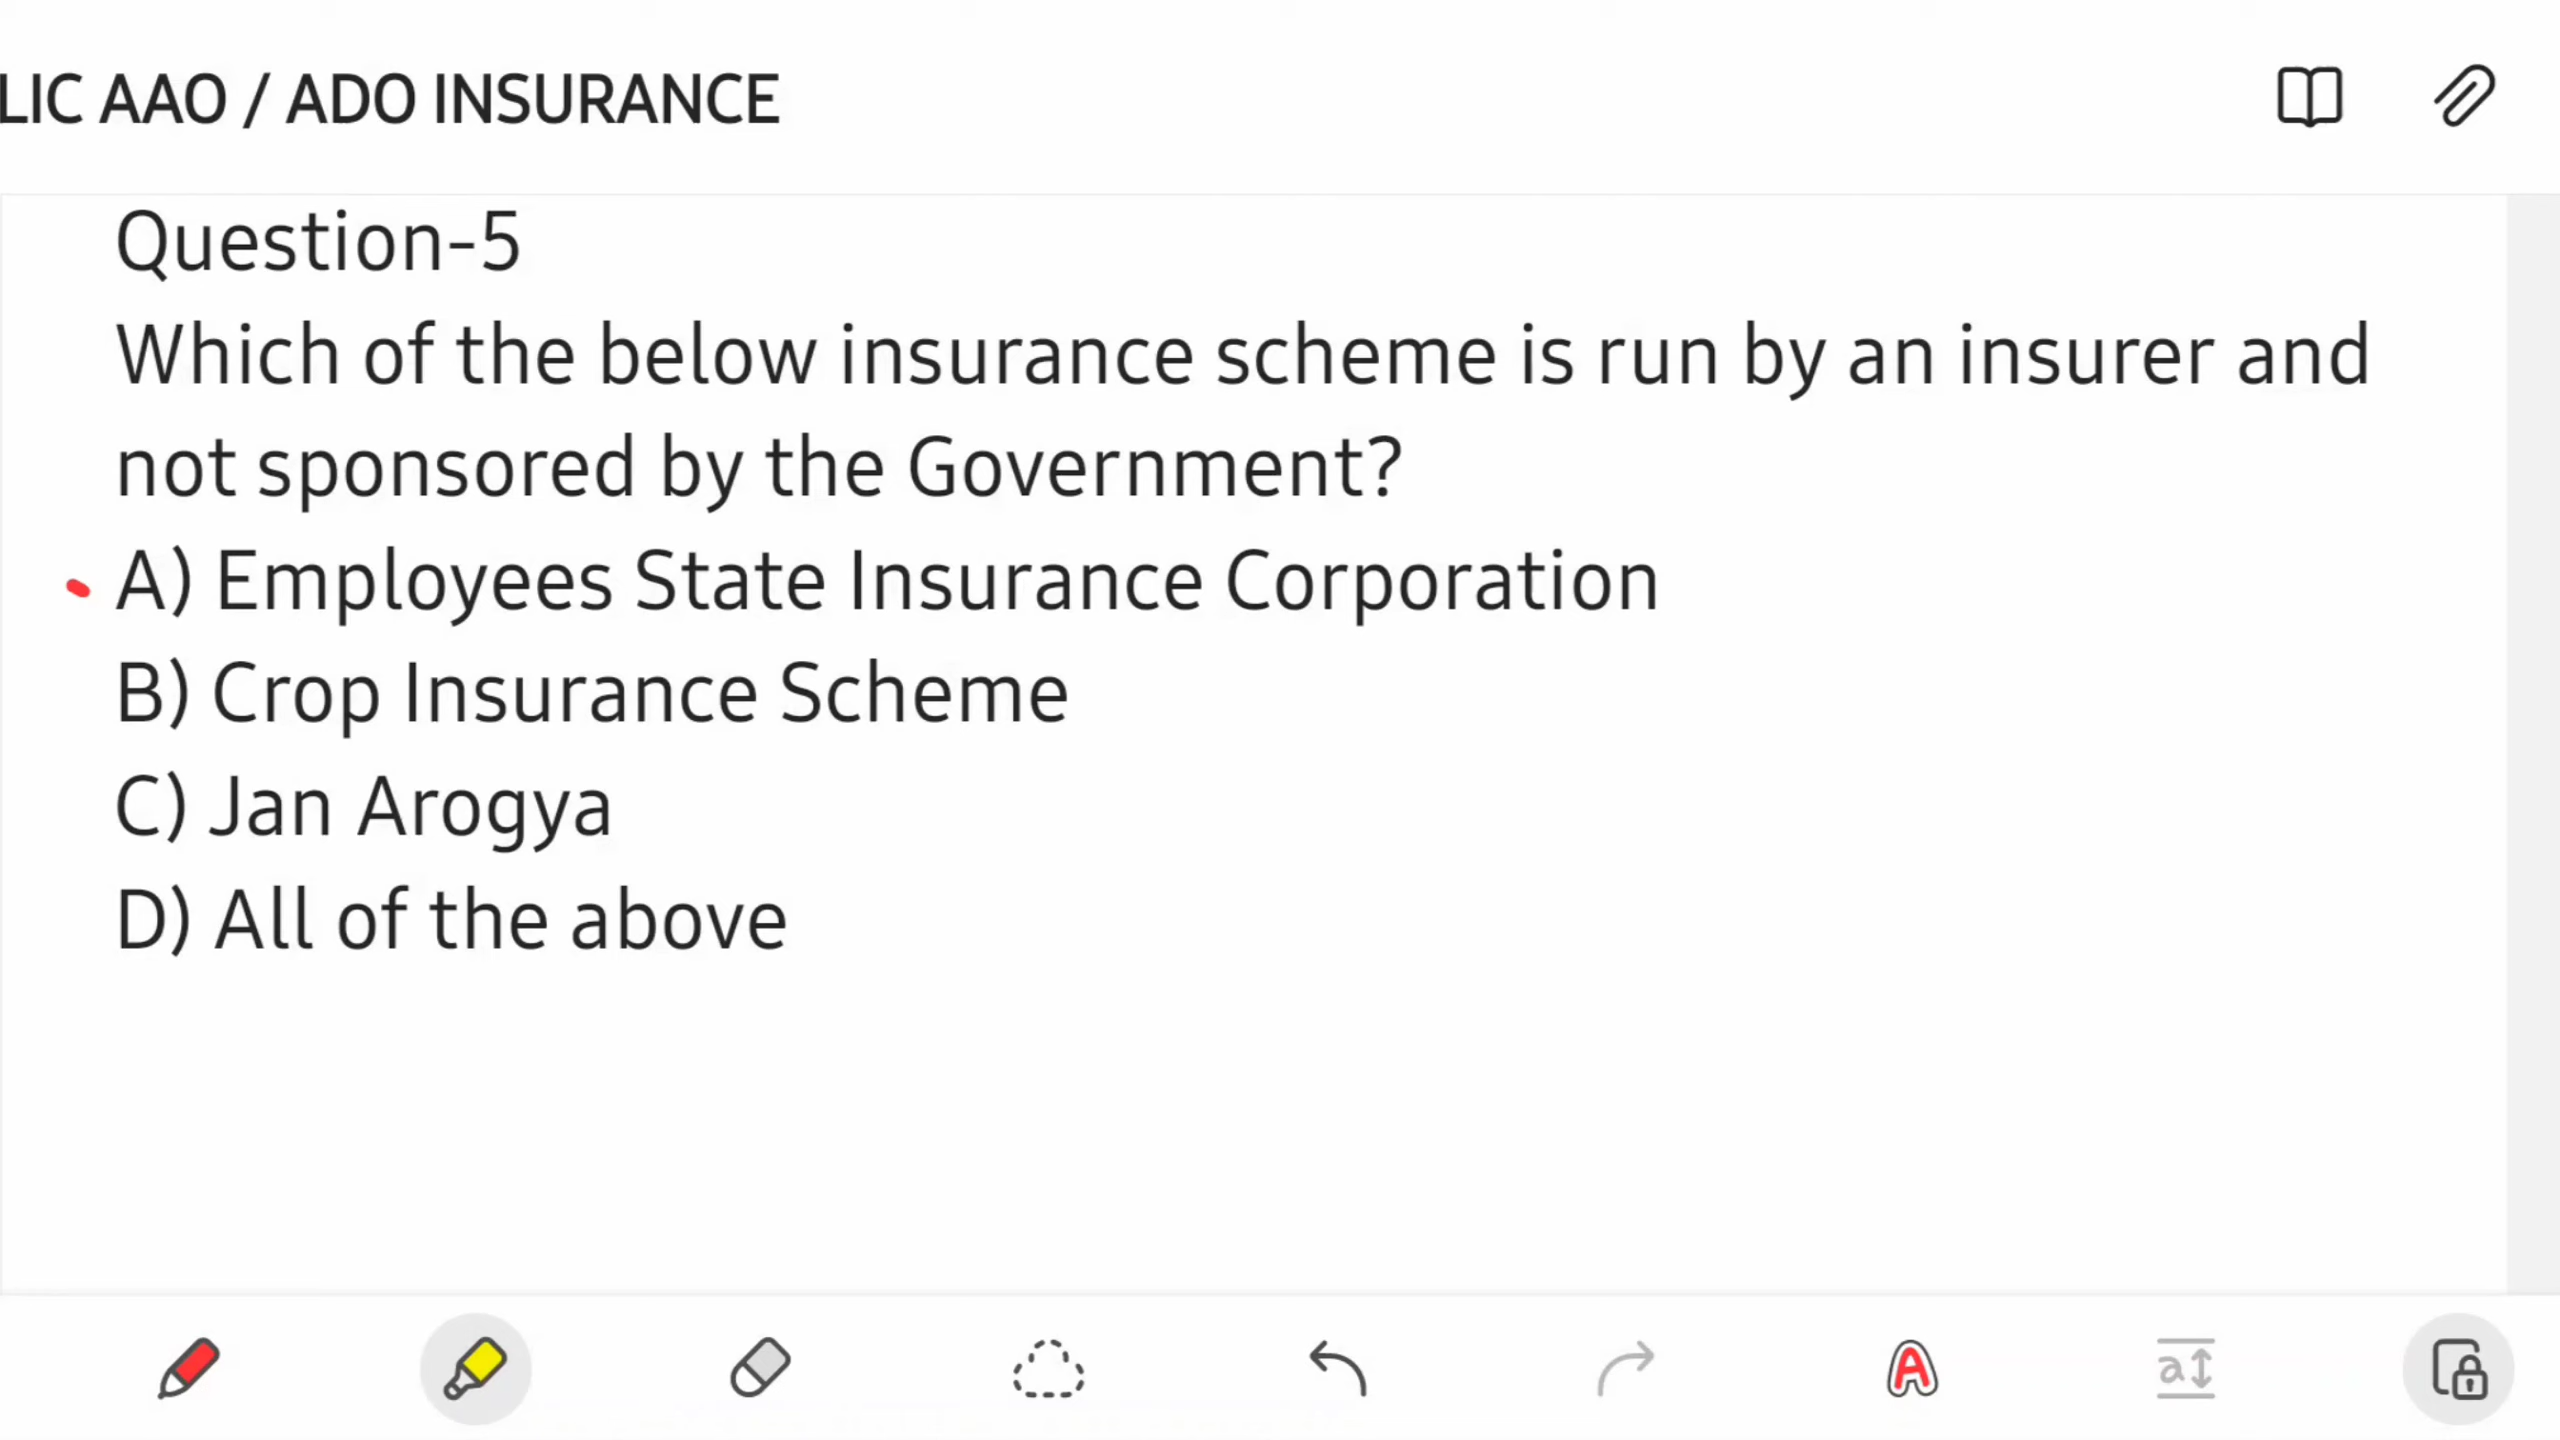 LIC AAO / ADO INSURANCE
Question-5
Which of the below insurance scheme is run by an insurer and
not sponsored by the Government?
A) Employees State Insurance Corporation
B) Crop Insurance Scheme
C) Jan Arogya
D) All of the above
A
a